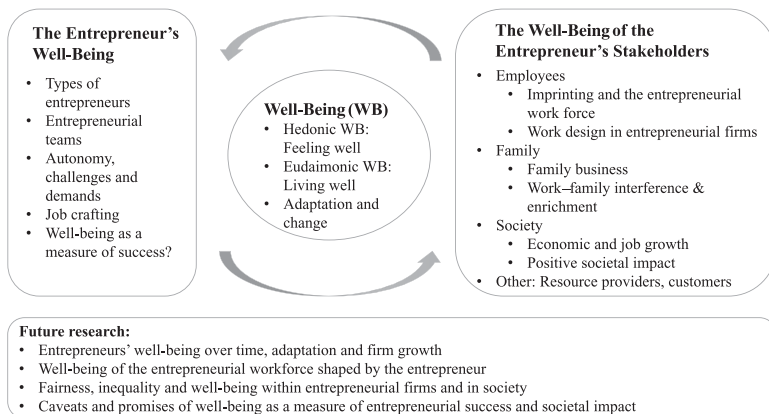 The Entrepreneur's
Well-Being
• Types of
entrepreneurs
• Entrepreneurial
teams
• Autonomy,
challenges and
demands
• Job crafting
• Well-being as a
measure of success?
Well-Being (WB)
• Hedonic WB:
Feeling well
• Eudaimonic WB:
Living well
• Adaptation and
change
The Well-Being of the
Entrepreneur's Stakeholders
• Employees
• Imprinting and the entrepreneurial
work force
• Work design in entrepreneurial firms
• Family
• Family business
• Work–family interference &
enrichment
• Society
• Economic and job growth
• Positive societal impact
• Other: Resource providers, customers
Future research:
• Entrepreneurs' well-being over time, adaptation and firm growth
• Well-being of the entrepreneurial workforce shaped by the entrepreneur
• Fairness, inequality and well-being within entrepreneurial firms and in society
• Caveats and promises of well-being as a measure of entrepreneurial success and societal impact